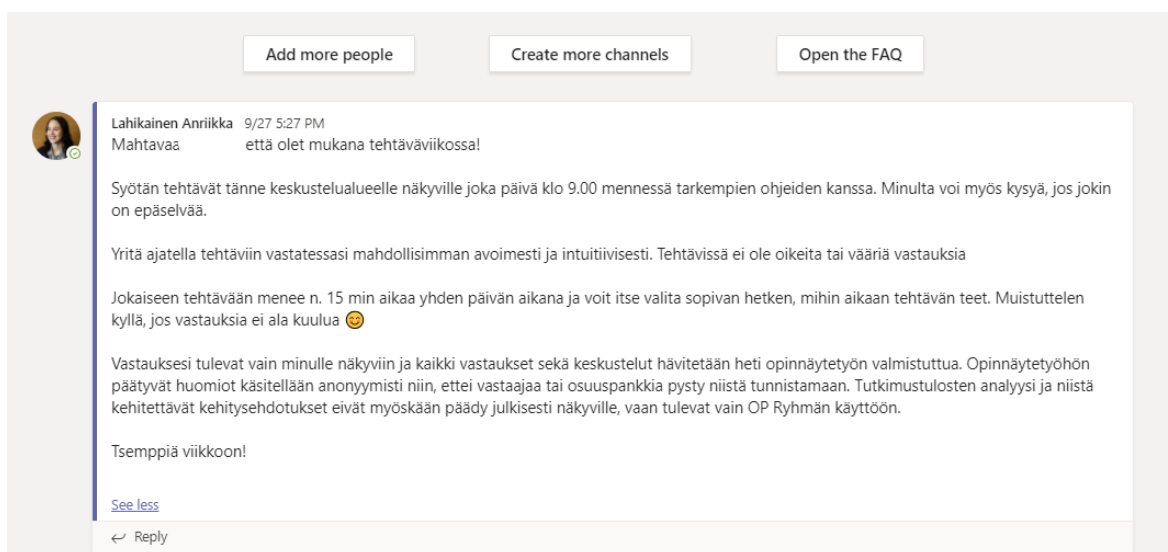 Add more people
Create more channels
Open the FAQ
Lahikainen Anriikka 9/27 5:27 PM
Mahtavaa että olet mukana tehtäväviikossa!
Syötän tehtävät tänne keskustelualueelle näkyville joka päivä klo 9.00 mennessä tarkempien ohjeiden kanssa. Minulta voi myös kysyä, jos jokin
on epäselvää.
Yritä ajatella tehtäviin vastatessasi mahdollisimman avoimesti ja intuitiivisesti. Tehtävissä ei ole oikeita tai vääriä vastauksia
Jokaiseen tehtävään menee n. 15 min aikaa yhden päivän aikana ja voit itse valita sopivan hetken, mihin aikaan tehtävän teet. Muistuttelen
kyllä, jos vastauksia ei ala kuulua 😊
Vastauksesi tulevat vain minulle näkyviin ja kaikki vastaukset sekä keskustelut hävitetään heti opinnäytetyön valmistuttua. Opinnäytetyöhön
päätyvät huomiot käsitellään anonyymisti niin, ettei vastaajaa tai osuuspankkia pysty niistä tunnistamaan. Tutkimustulosten analyysi ja niistä
kehitettävät kehitysehdotukset eivät myöskään päädy julkisesti näkyville, vaan tulevat vain OP Ryhmän käyttöön.
Tsemppiä viikkoon!
See less
Reply